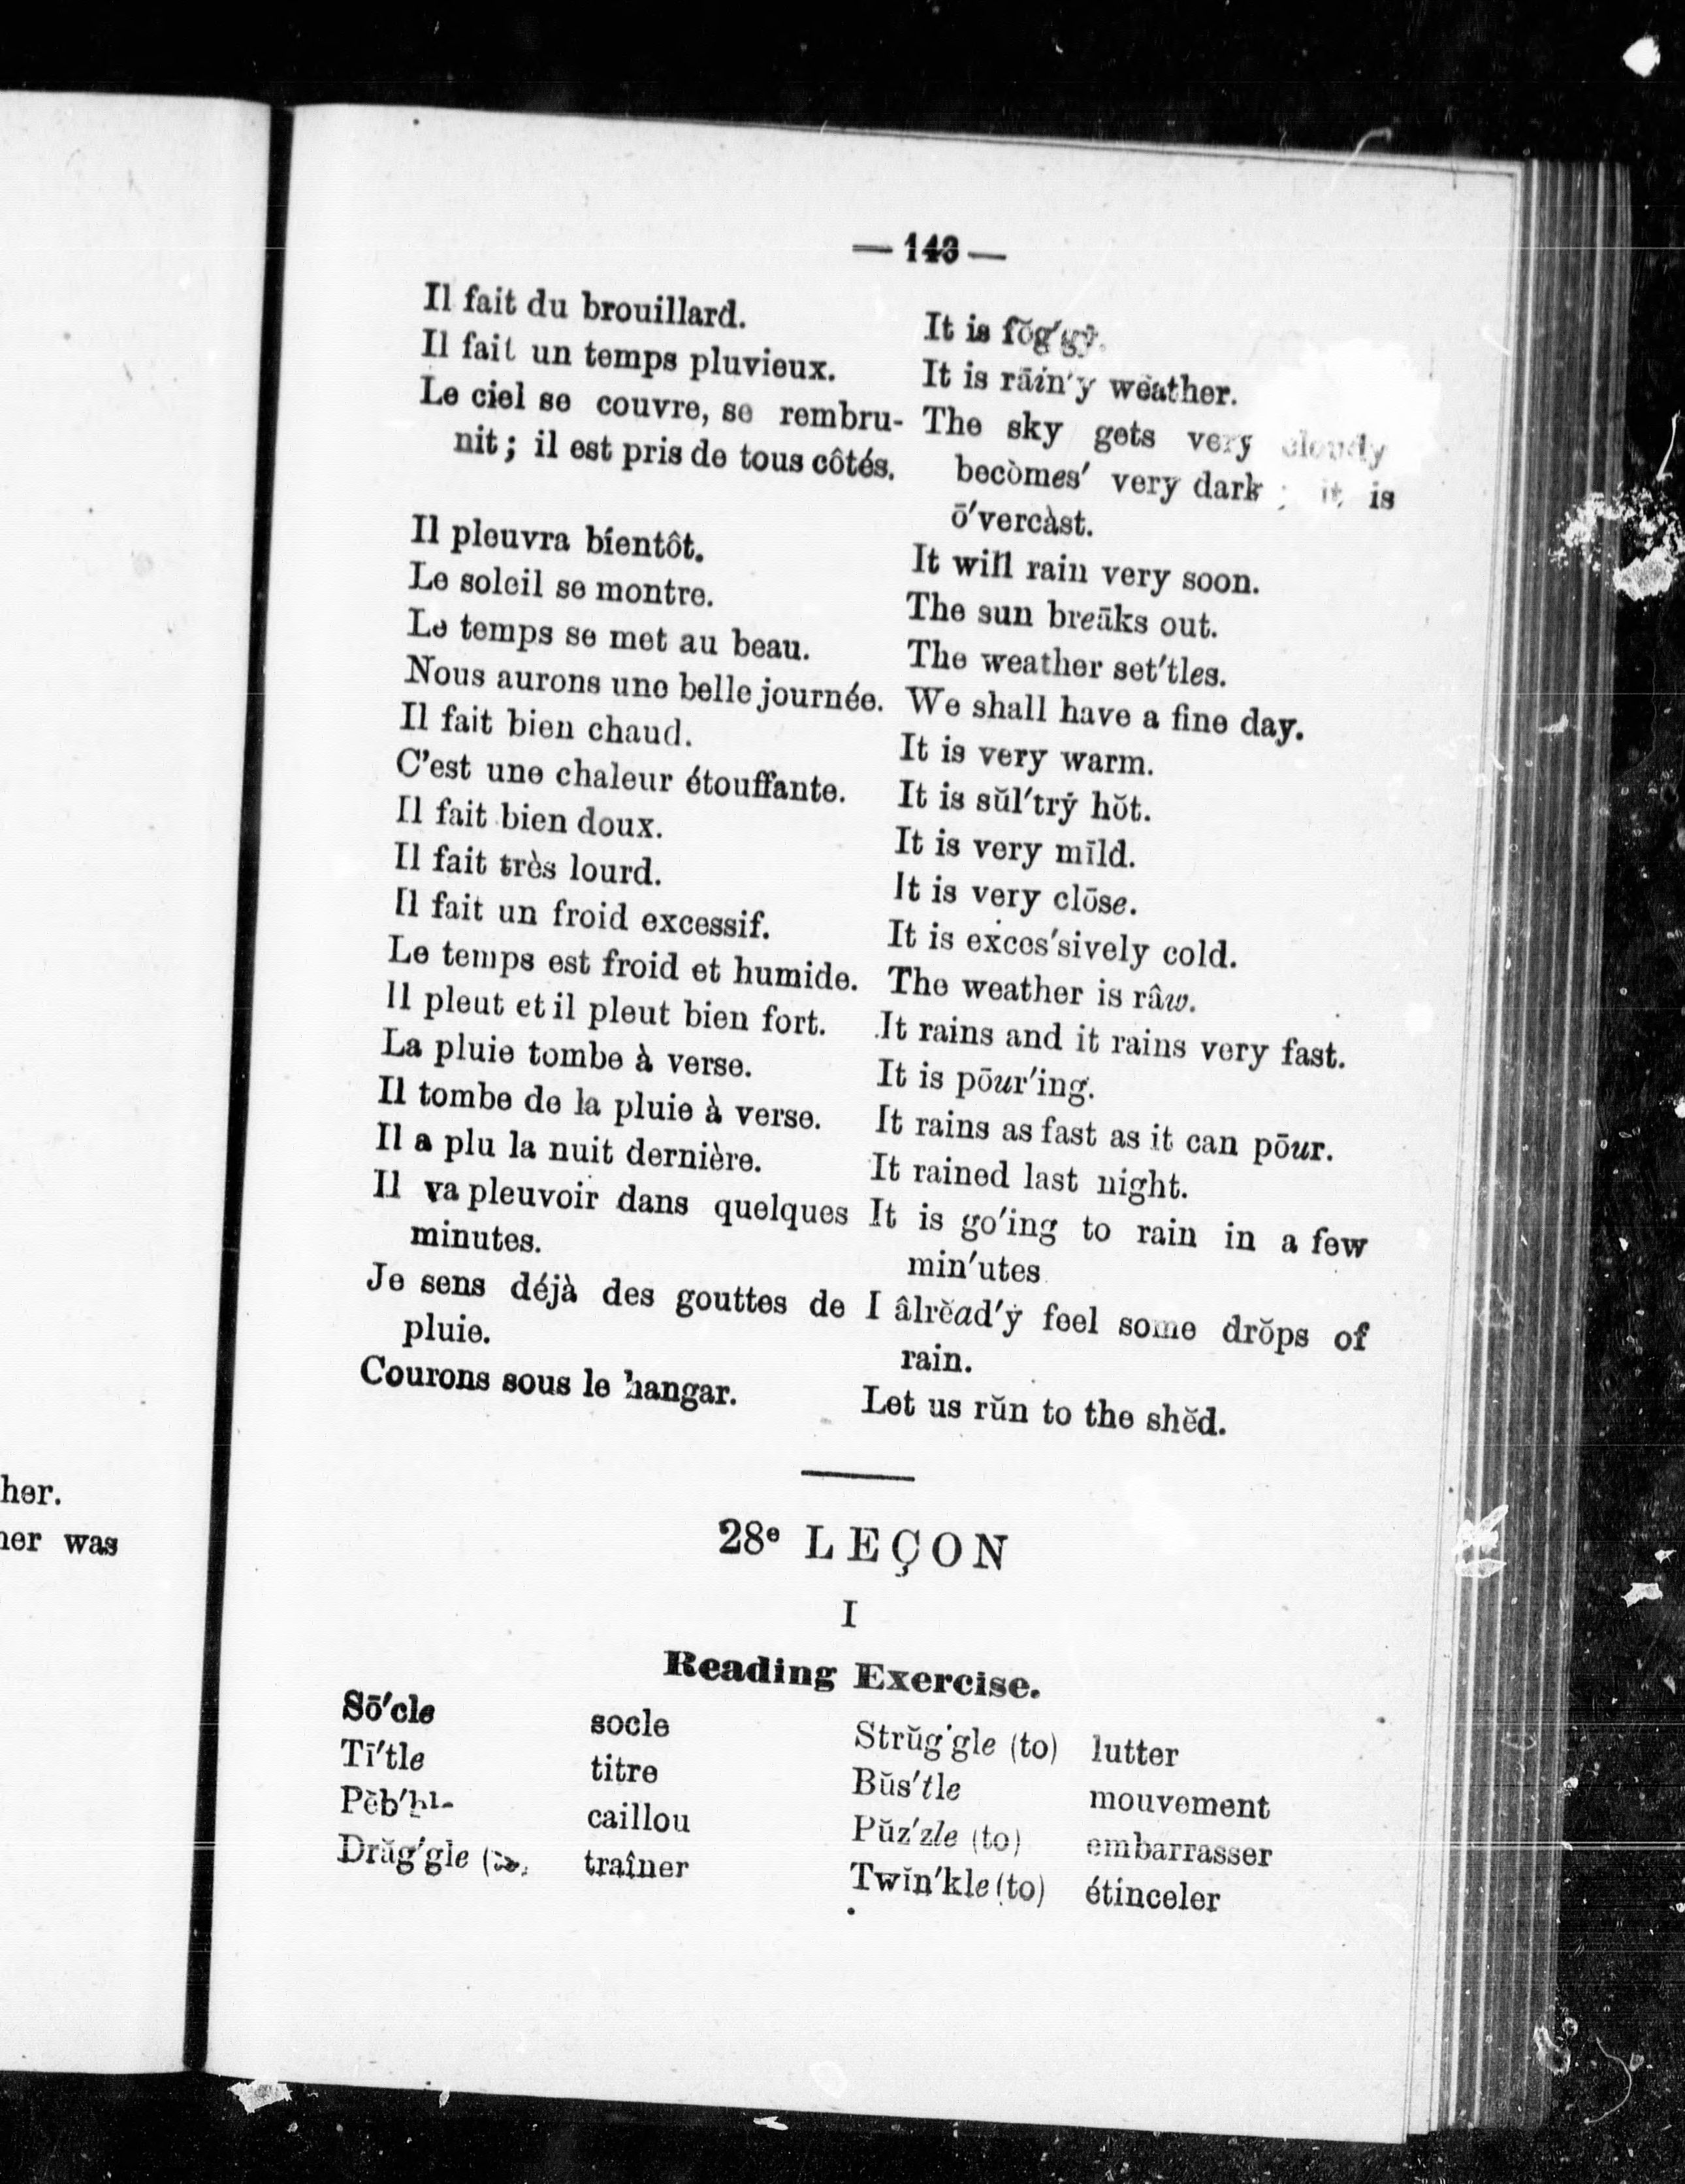 — 143 —
Il fait du brouillard. It is fŏg′gy̆.
Il fait un temps pluvieux. It is rāin′y wèather.
Le ciel se couvre, se rembru- The sky gets very cloudy
nit ; il est pris de tous côtés. becòmes′ very dark ; it is
ō′vercàst.
Il pleuvra bientôt. It will rain very soon.
Le soleil se montre. The sun breāks out.
Le temps se met au beau. The weather set′tles.
Nous aurons une belle journée. We shall have a fine day.
Il fait bien chaud. It is very warm.
C’est une chaleur étouffante. It is sŭl′trẏ hŏt.
Il fait bien doux. It is very mīld.
Il fait très lourd. It is very clōse.
Il fait un froid excessif. It is exces′sively cold.
Le temps est froid et humide. The weather is râw.
Il pleut et il pleut bien fort. It rains and it rains very fast.
La pluie tombe à verse. It is pōur′ing.
Il tombe de la pluie à verse. It rains as fast as it can pōur.
Il a plu la nuit dernière. It rained last night.
Il va pleuvoir dans quelques It is go′ing to rain in a few
minutes. min′utes
Je sens déjà des gouttes de I âlrĕad′ẏ feel some drŏps of
pluie. rain.
Courons sous le hangar. Let us rŭn to the shĕd.
28e LEÇON
I
Reading Exercise.
Sō′cle socle Strŭg′gle (to) lutter
Tī′tle titre Bŭs′tle mouvement
caillou Pŭz′zle (to) embarrasser
Drăg′gle traîner Twĭn′kle (to) étinceler
her.
her was